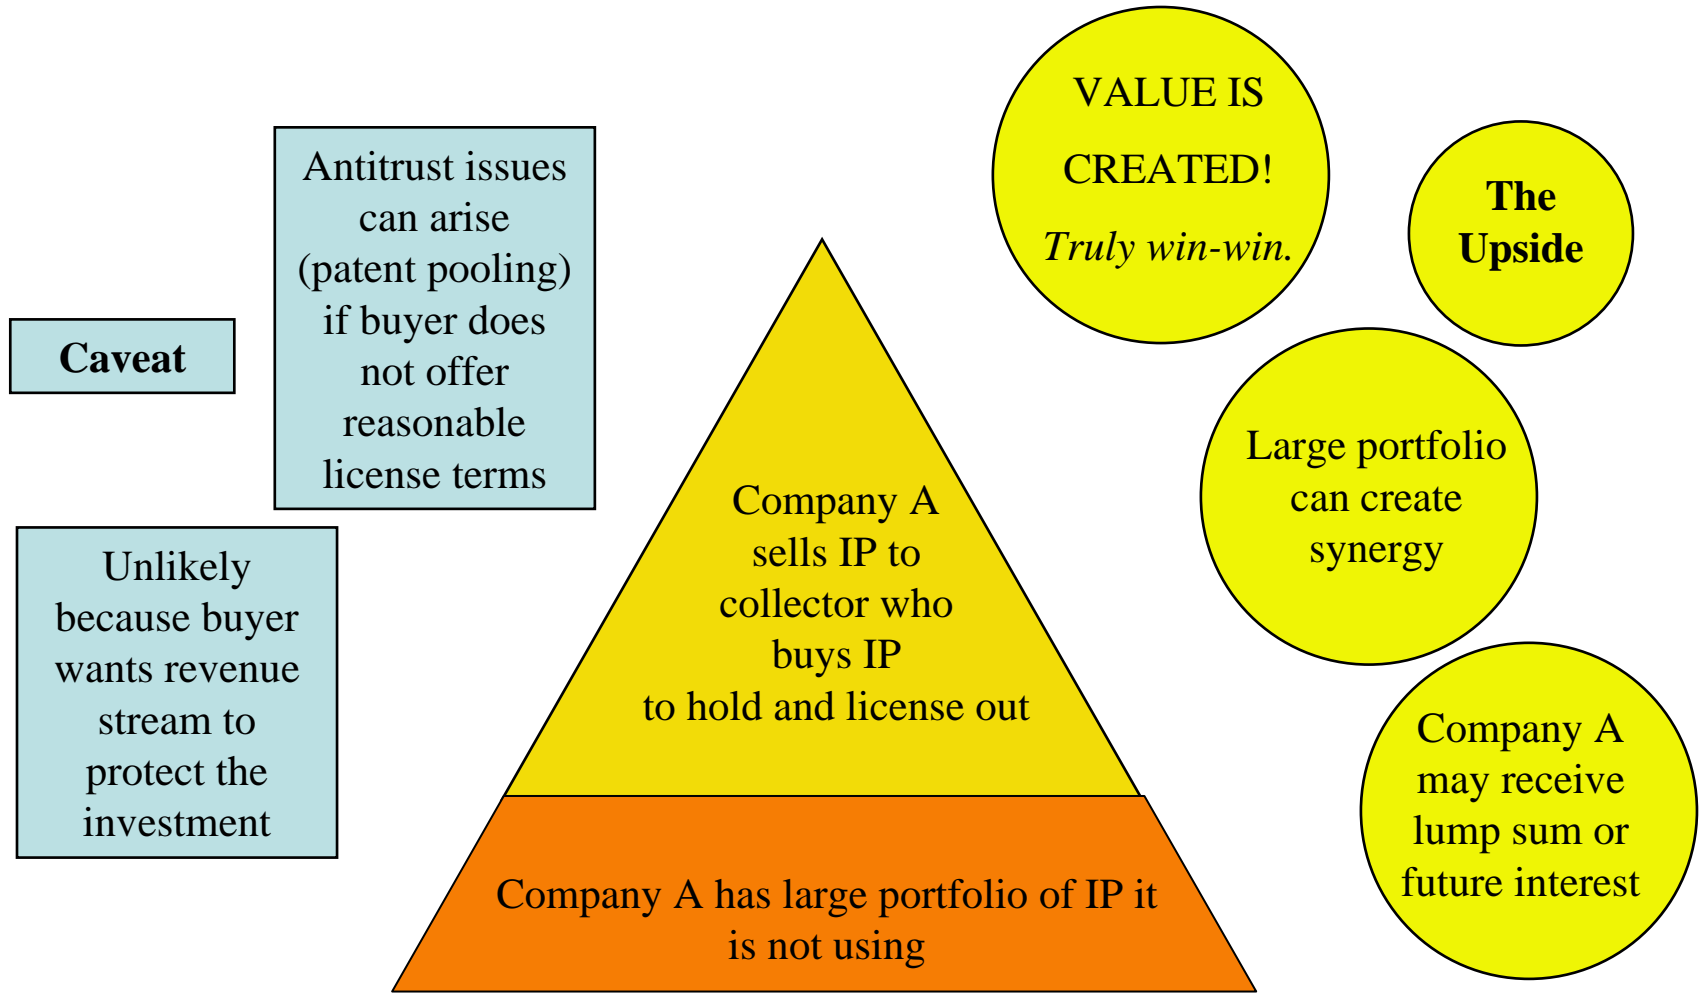 Caveat
Antitrust issues
can arise
(patent pooling)
if buyer does
not offer
reasonable
license terms
Unlikely
because buyer
wants revenue
stream to
protect the
investment
Company A
sells IP to
collector who
buys IP
to hold and license out
Company A has large portfolio of IP it
is not using
VALUE IS
CREATED!
Truly win-win.
The
Upside
Large portfolio
can create
synergy
Company A
may receive
lump sum or
future interest